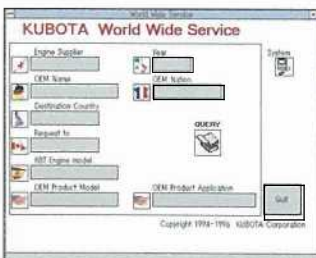 World Wide Service
KUBOTA World Wide Service
Engine Supplier
Year
System
OEM Name
OEM Nation
Destination Country
Request to
QUERY
KBT Engine model
OEM Product Model
OEM Product Application
Quit
Copyright 1994-1996 KUBOTA Corporation